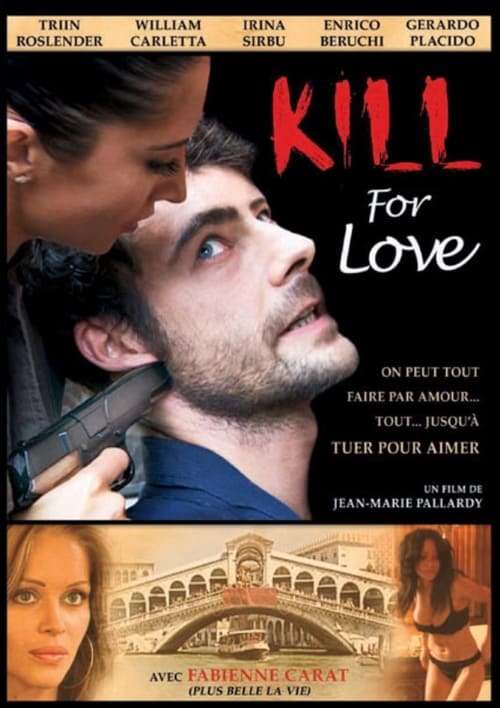 TRIIN WILLIAM IRINA ENRICO GERARDO
ROSLENDER CARLETTA SIRBU BERUCHI PLACIDO
KILL
For
LOVE
ON PEUT TOUT
FAIRE PAR AMOUR...
TOUT... JUSQU'À
TUER POUR AIMER
UN FILM DE
JEAN-MARIE PALLARDY
AVEC FABIENNE CARAT
(PLUS BELLE LA VIE)